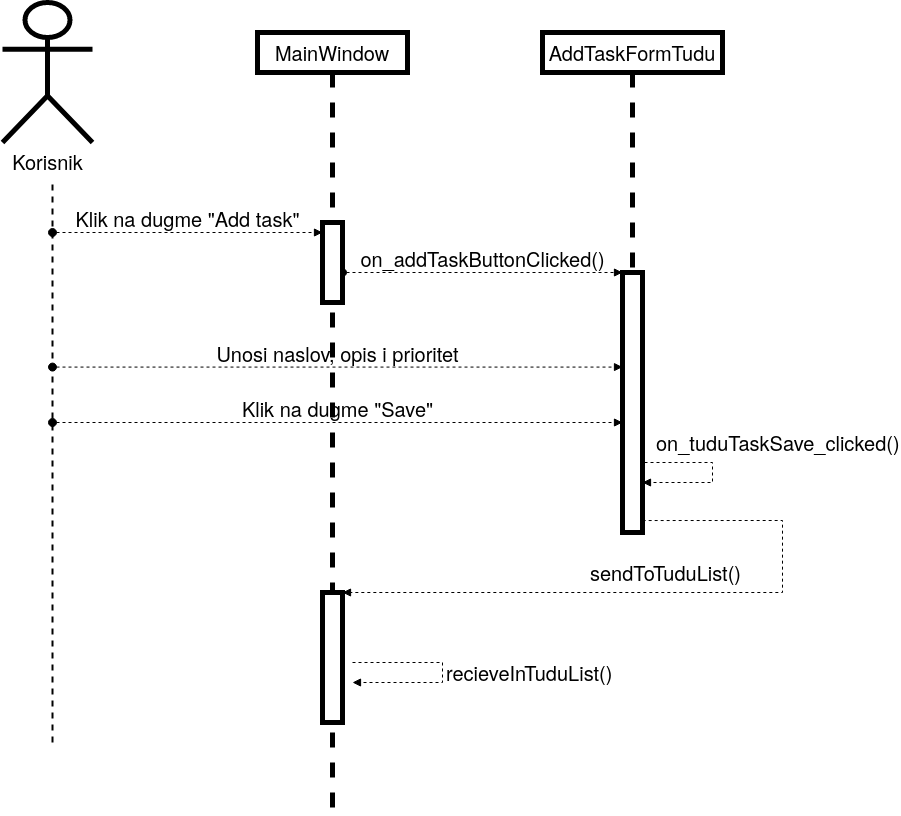 MainWindow
AddTaskFormTudu
Korisnik
Klik na dugme "Add task"
on_addTaskButtonClicked()
Unosi naslov, opis i prioritet
Klik na dugme "Save"
on_tuduTaskSave_clicked()
sendToTuduList()
recieveInTuduList()